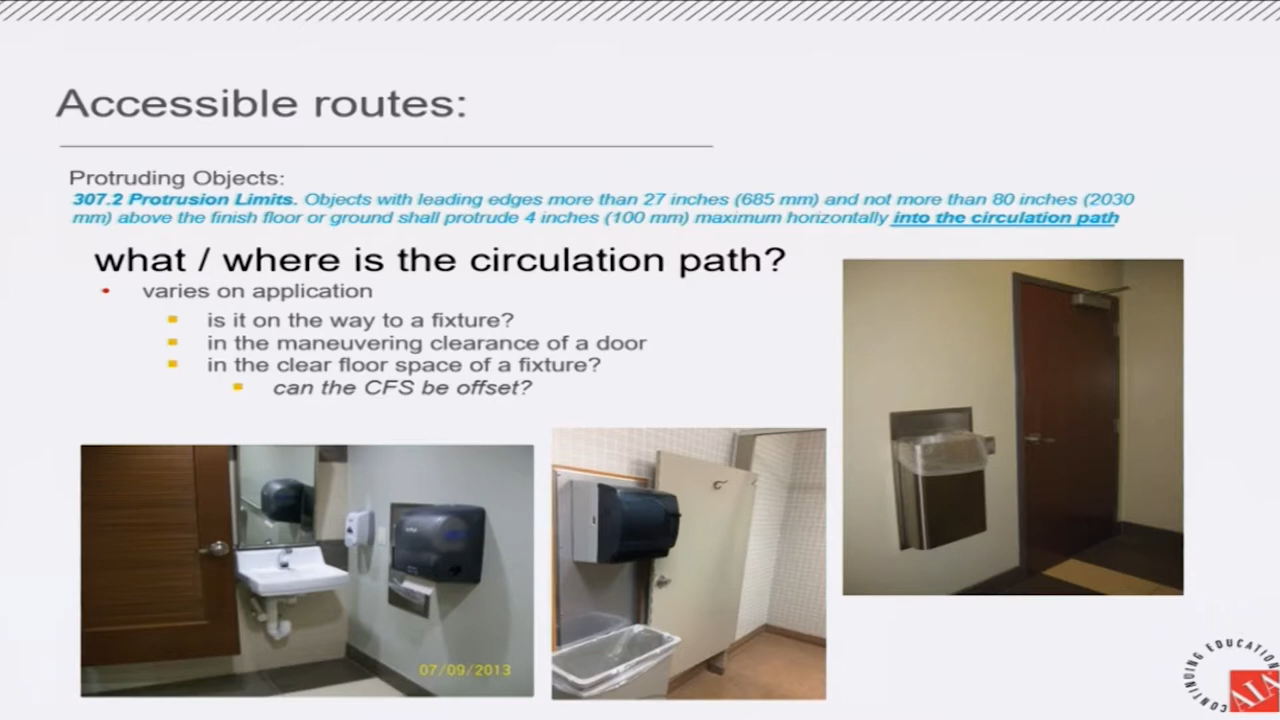 Accessible routes:
Protruding Objects:
307.2 Protrusion Limits. Objects with leading edges more than 27 inches (685 mm) and not more than 80 inches (2030
mm) above the finish floor or ground shall protrude 4 inches (100 mm) maximum horizontally into the circulation path
what / where is the circulation path?
• varies on application
is it on the way to a fixture?
in the maneuvering clearance of a door
in the clear floor space of a fixture?
can the CFS be offset?
07/09/2013
CONTINUING EDUCATION
AIA